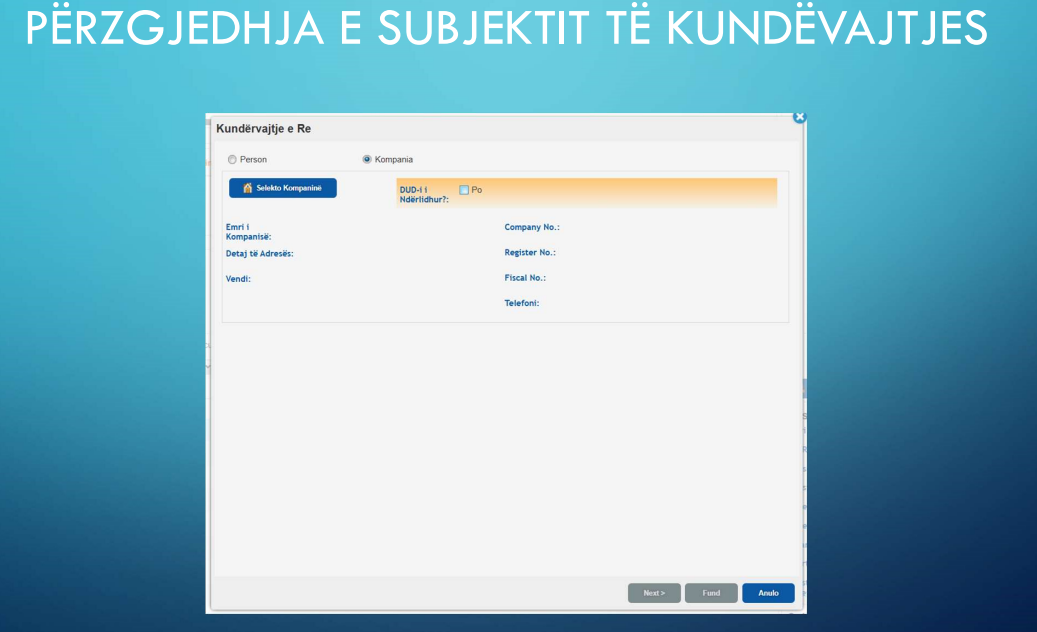 PËRZGJEDHJA E SUBJEKTIT TË KUNDËVAJTJES
Kundërvajtje e Re
Person
Kompania
Selekto Kompaninë
DUD-i i
Ndërlidhur?:
Po
Emri i
Kompanisë:
Company No.:
Detaj të Adresës:
Register No.:
Vendi:
Fiscal No.:
Telefoni:
Next >
Fund
Anulo